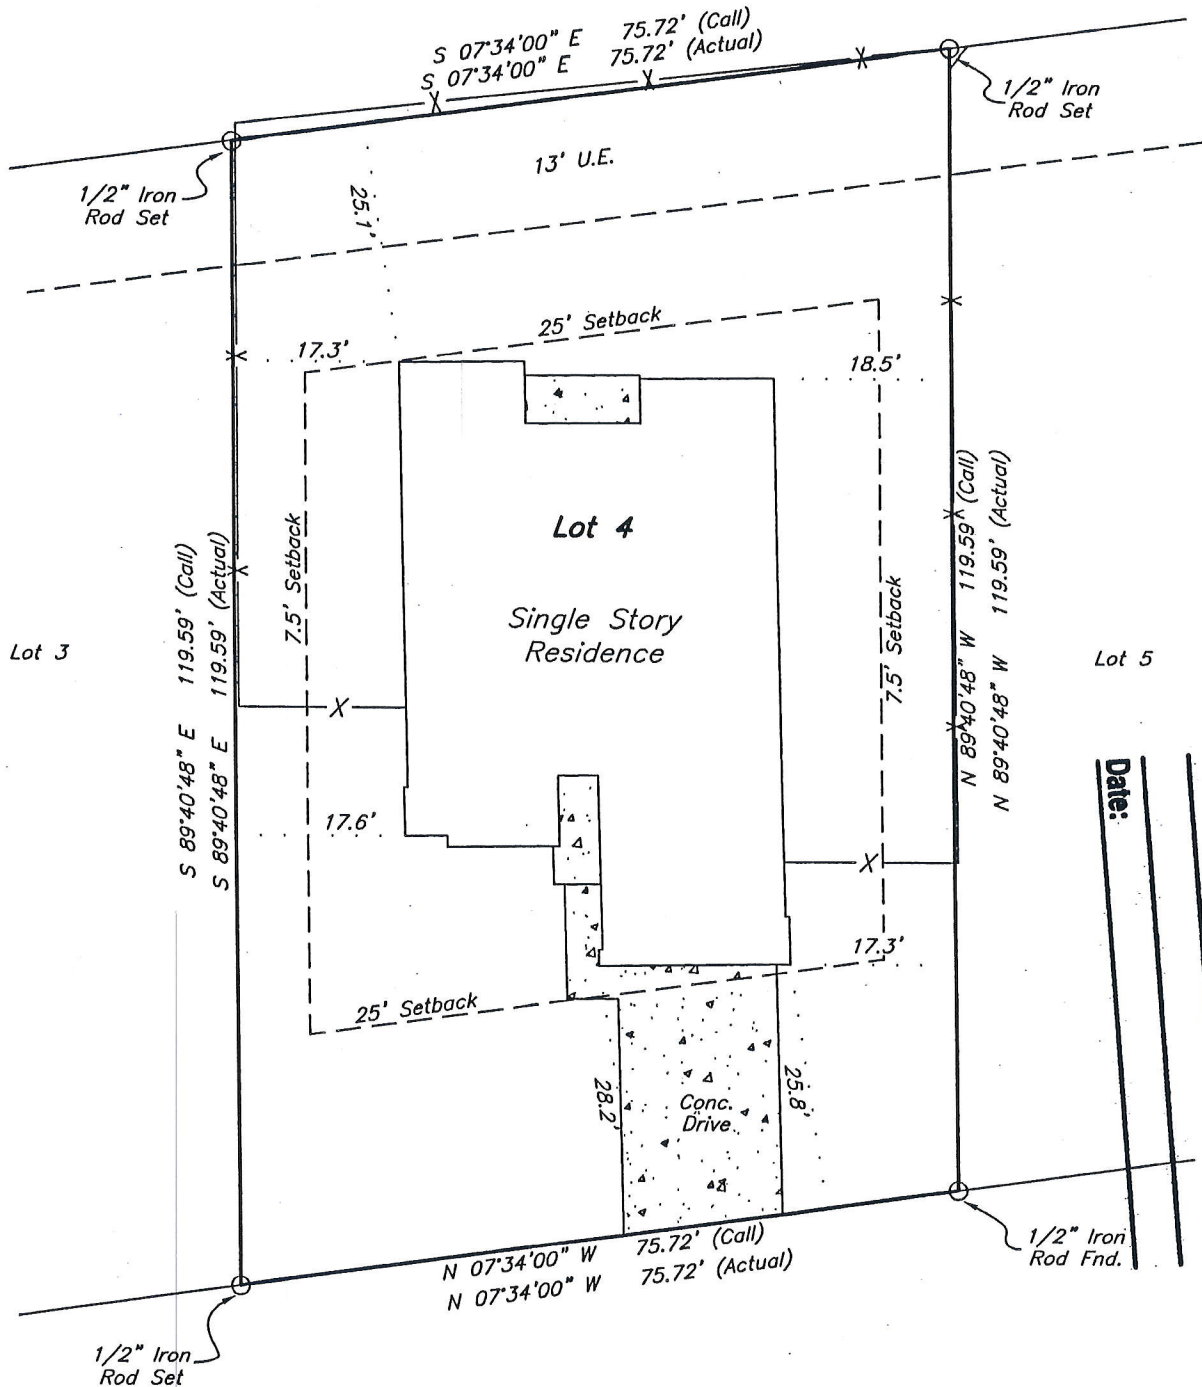 S 07°34'00" E 75.72' (Call)
S 07°34'00" E 75.72' (Actual)
1/2" Iron
Rod Set
1/2" Iron
Rod Set
13' U.E.
25.1'
25' Setback
17.3'
18.5'
Lot 4
7.5' Setback
Single Story
Residence
S 89°40'48" E 119.59' (Call)
S 89°40'48" E 119.59' (Actual)
N 89°40'48" W 119.59' (Call)
N 89°40'48" W 119.59' (Actual)
Lot 3
7.5' Setback
Lot 5
X
Date:
17.6'
X
17.3'
25' Setback
28.2'
25.8'
Conc.
Drive
N 07°34'00" W 75.72' (Call)
N 07°34'00" W 75.72' (Actual)
1/2" Iron
Rod Fnd.
1/2" Iron
Rod Set